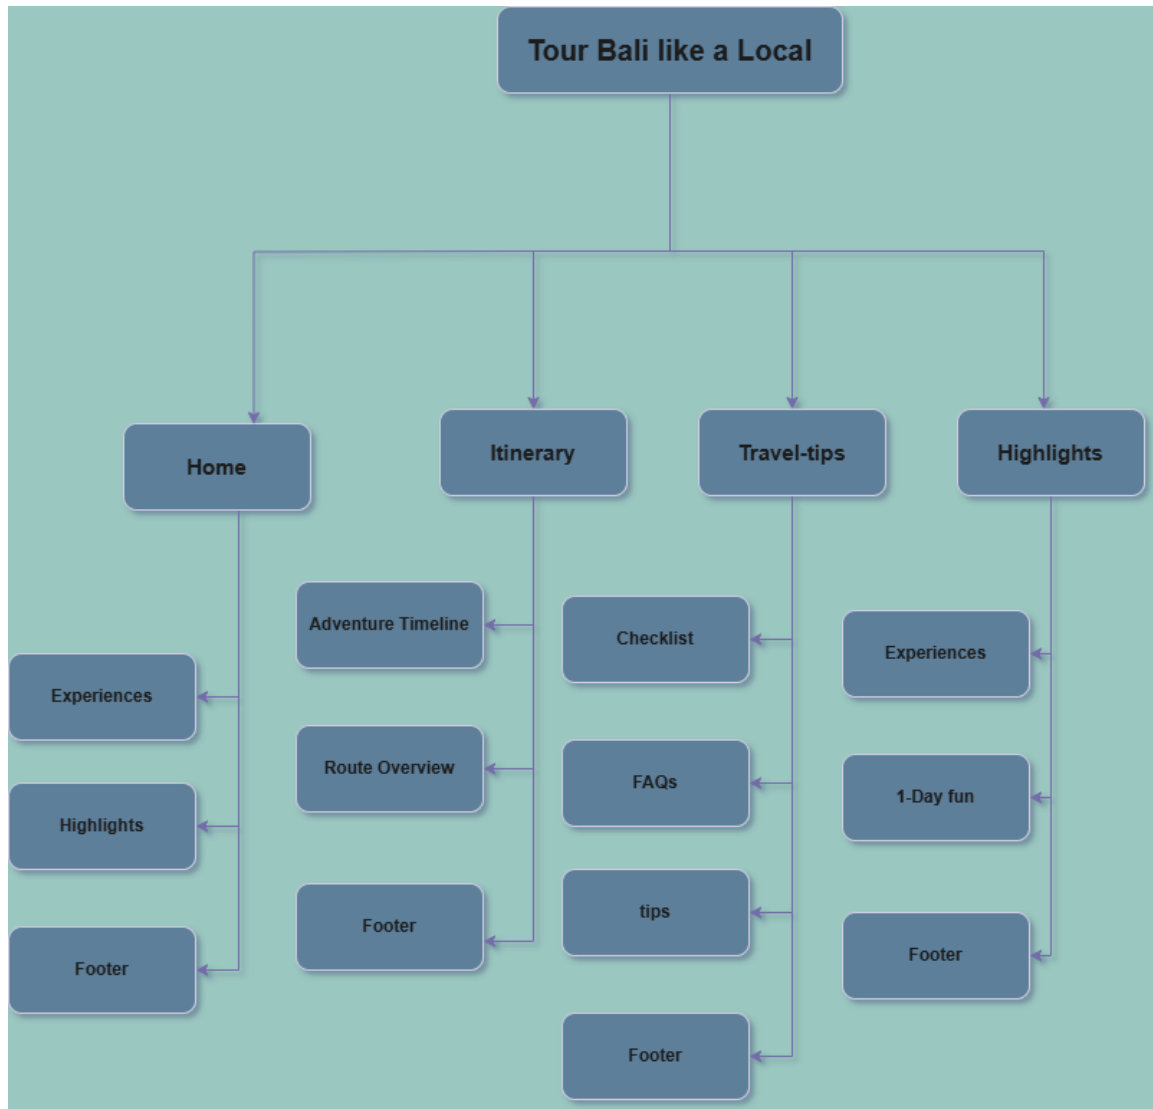 Tour Bali like a Local
Home
Itinerary
Travel-tips
Highlights
Experiences
Highlights
Footer
Adventure Timeline
Route Overview
Footer
Checklist
FAQs
tips
Footer
Experiences
1-Day fun
Footer